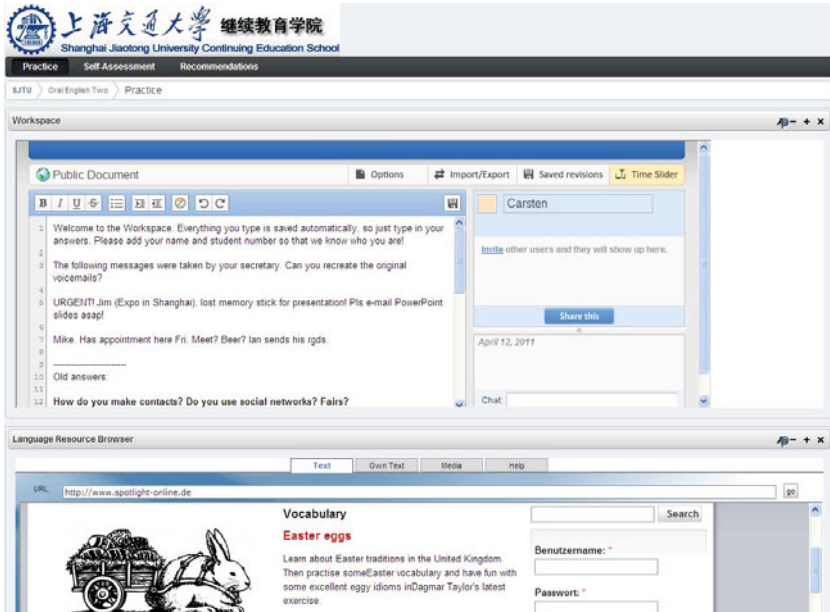 上海交通大学 继续教育学院
Shanghai Jiaotong University Continuing Education School
Practice Self-Assessment Recommendations
SJTU Oral English Two Practice
Workspace
Public Document Options Import/Export Saved revisions Time Slider
B I U S
Carsten
1 Welcome to the Workspace. Everything you type is saved automatically, so just type in your
answers. Please add your name and student number so that we know who you are!
2
Invite other users and they will show up here.
3 The following messages were taken by your secretary. Can you recreate the original
voicemails?
4
5 URGENT! Jim (Expo in Shanghai), lost memory stick for presentation! Pls e-mail PowerPoint
slides asap!
Share this
6
7 Mike. Has appointment here Fri. Meet? Beer? Ian sends his rgds.
April 12, 2011
8
9 -------------------------
10 Old answers:
11
12 How do you make contacts? Do you use social networks? Fairs?
Chat:
Language Resource Browser
Text Own Text Media Help
URL: http://www.spotlight-online.de go
Vocabulary
Search
Easter eggs
Learn about Easter traditions in the United Kingdom.
Then practise someEaster vocabulary and have fun with
some excellent eggy idioms inDagmar Taylor's latest
exercise.
Benutzername: *
Passwort: *